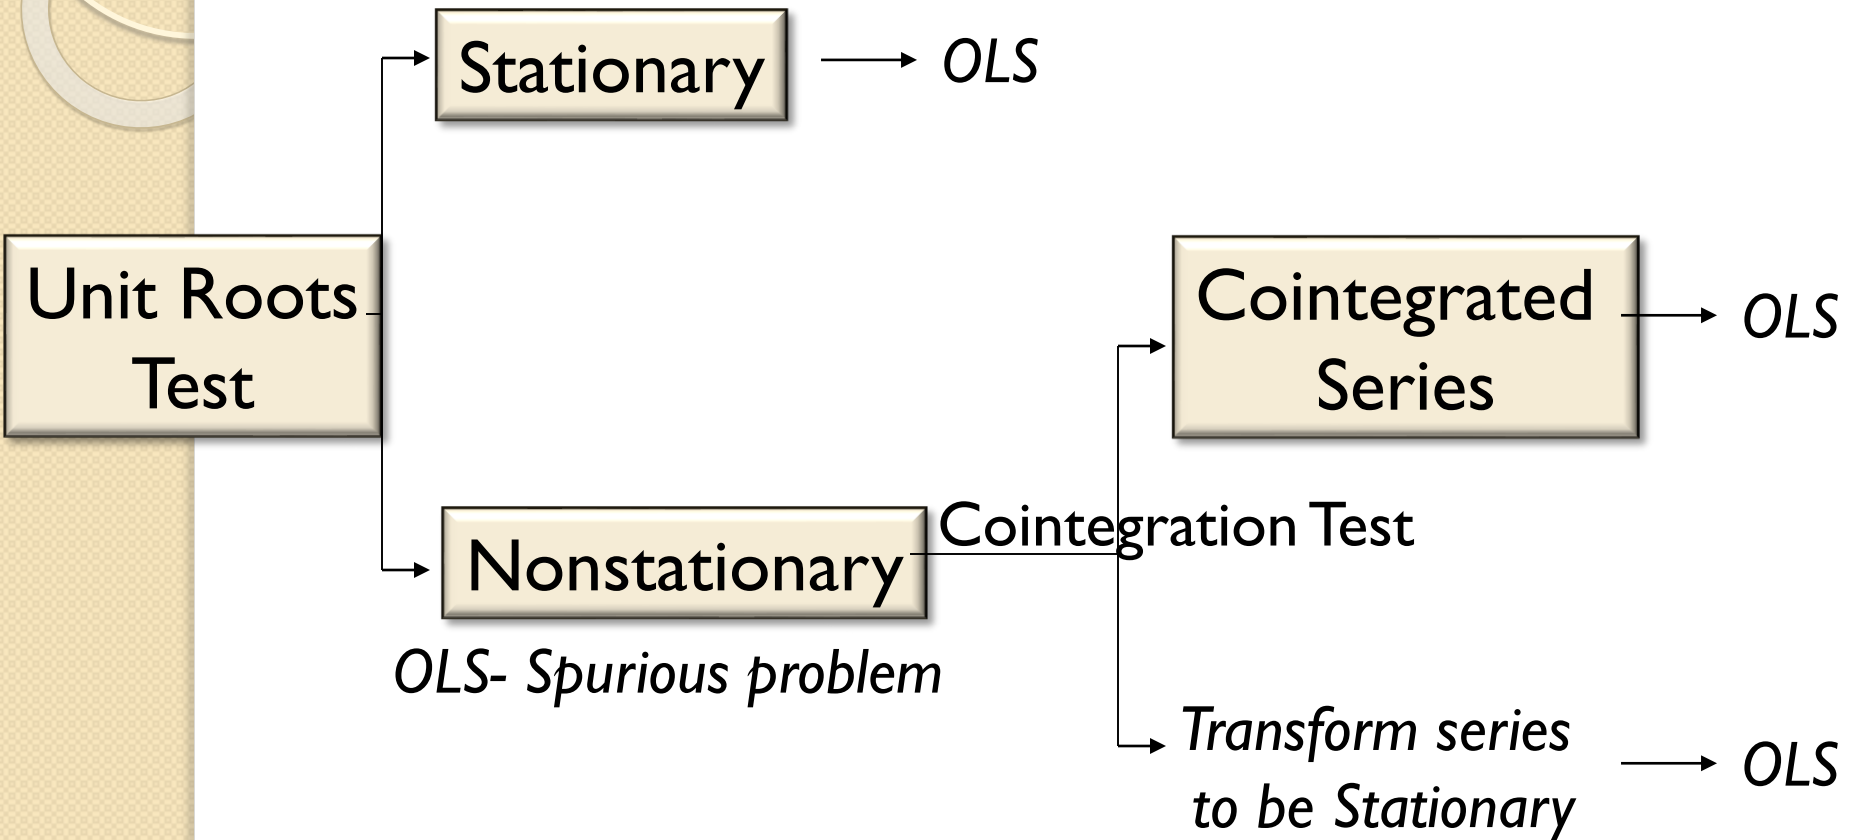 Stationary
OLS
Unit Roots
Test
Cointegrated
Series
OLS
Cointegration Test
Nonstationary
OLS- Spurious problem
Transform series
to be Stationary
OLS